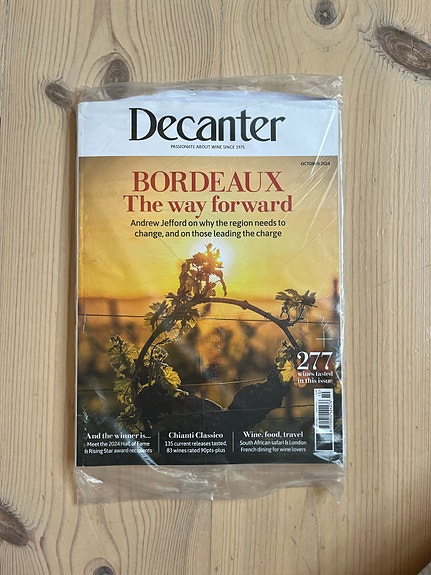 Decanter
PASSIONATE ABOUT WINE SINCE 1975
OCTOBER 2024
BORDEAUX
The way forward
Andrew Jefford on why the region needs to
change, and on those leading the charge
277
wines tasted
in this issue
And the winner is...
Meet the 2024 Hall of Fame
& Rising Star award recipients
Chianti Classico
135 current releases tasted,
83 wines rated 90pts-plus
Wine, food, travel
South African safari & London
French dining for wine lovers